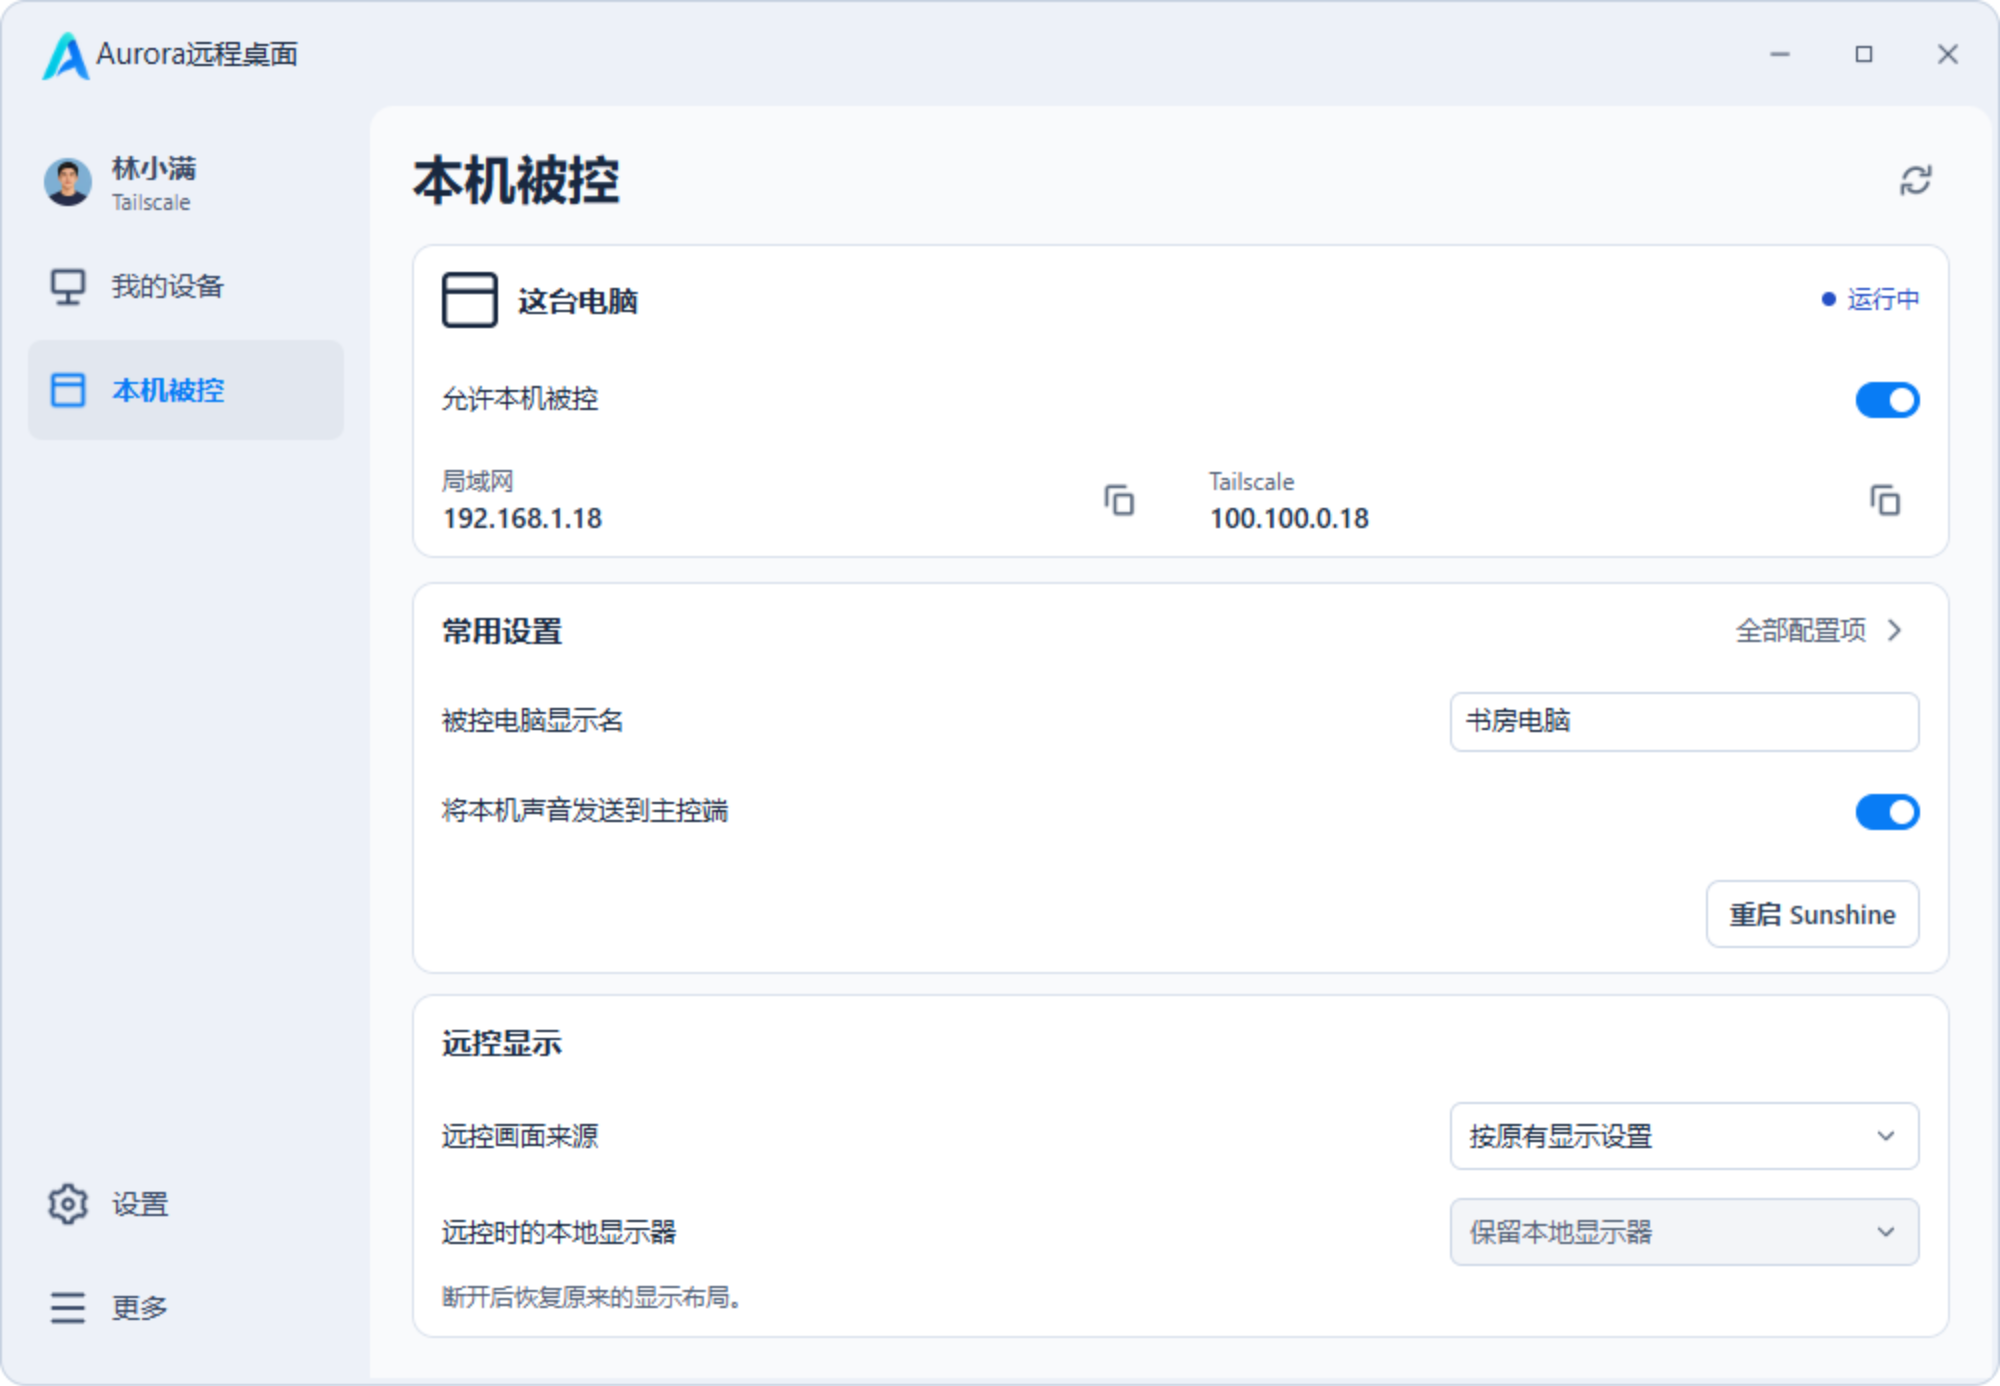 Aurora远程桌面
林小满
Tailscale
我的设备
本机被控
设置
更多
本机被控
这台电脑
运行中
允许本机被控
局域网
192.168.1.18
Tailscale
100.100.0.18
常用设置
全部配置项
被控电脑显示名
书房电脑
将本机声音发送到主控端
重启 Sunshine
远控显示
远控画面来源
按原有显示设置
远控时的本地显示器
保留本地显示器
断开后恢复原来的显示布局。